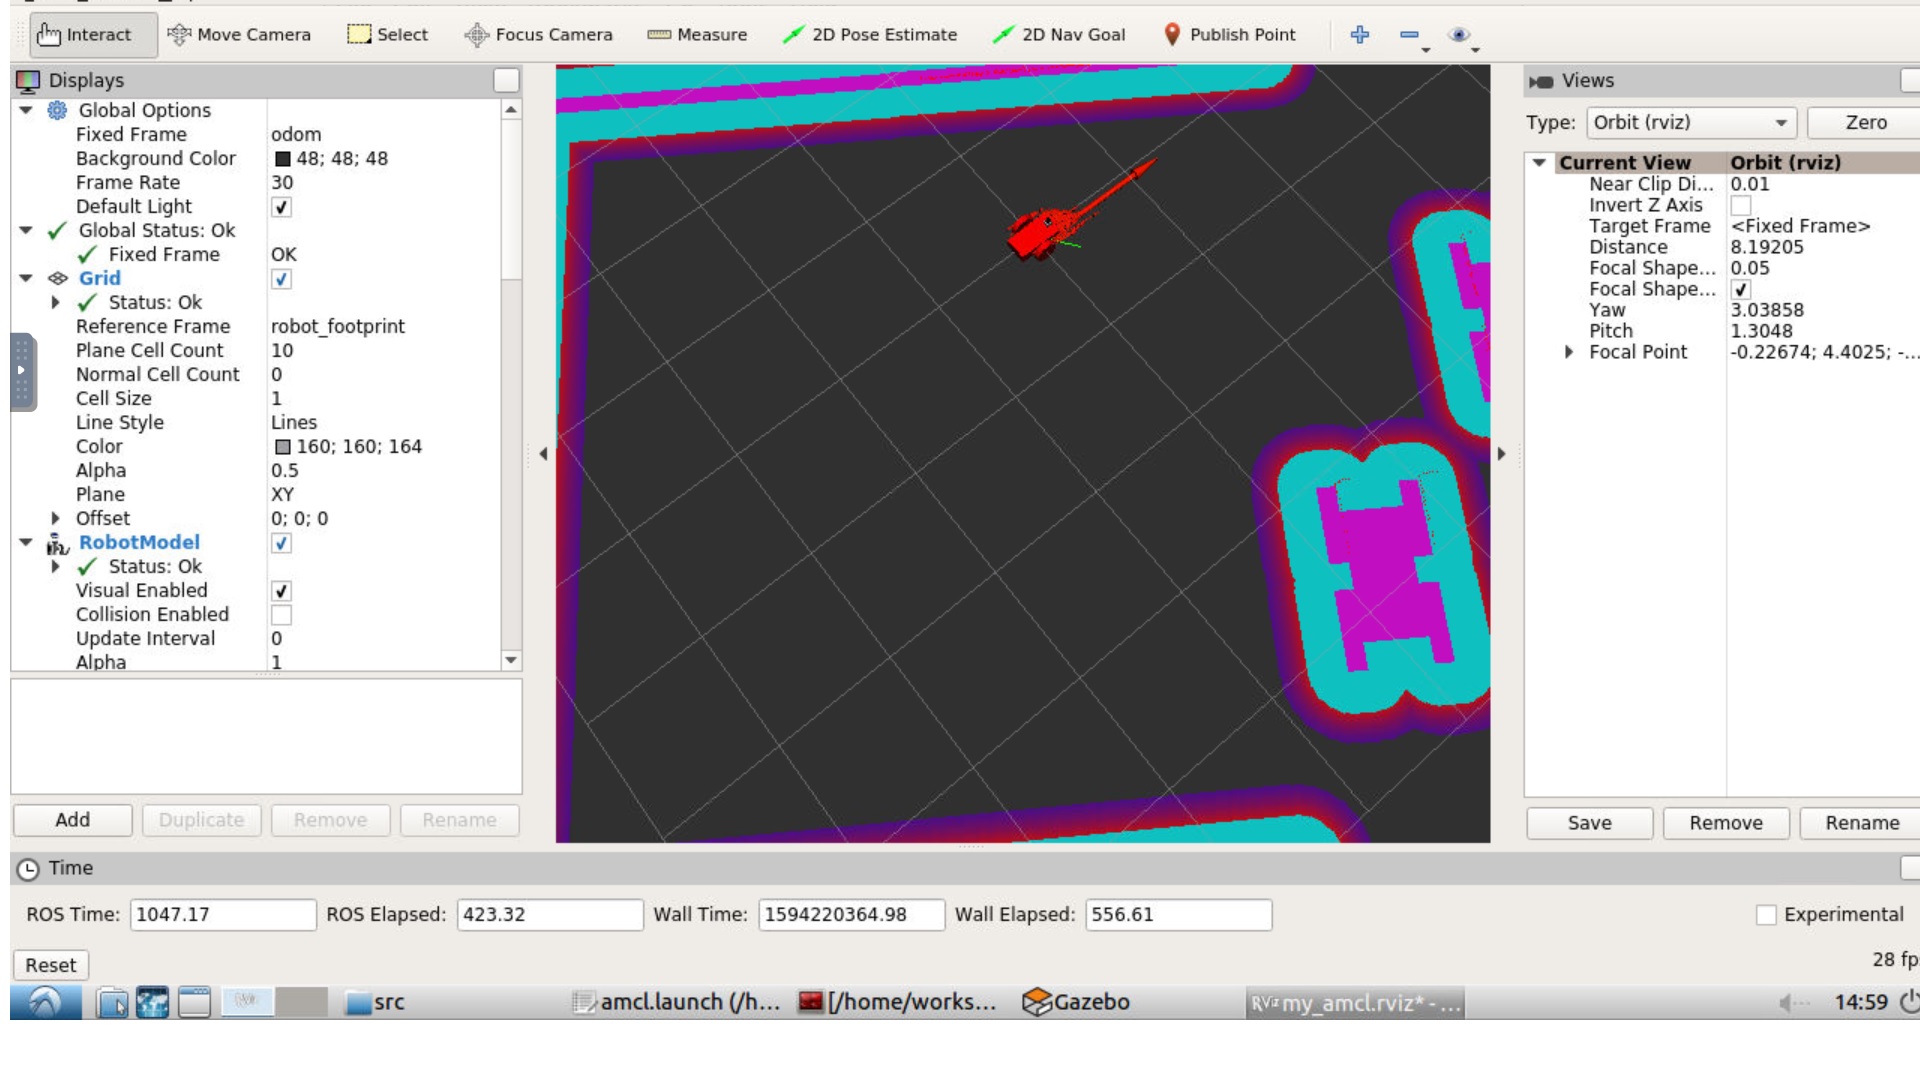 Interact Move Camera Select Focus Camera Measure 2D Pose Estimate 2D Nav Goal Publish Point
Displays
Global Options
Fixed Frame odom
Background Color 48; 48; 48
Frame Rate 30
Default Light
Global Status: Ok
Fixed Frame OK
Grid
Status: Ok
Reference Frame robot_footprint
Plane Cell Count 10
Normal Cell Count 0
Cell Size 1
Line Style Lines
Color 160; 160; 164
Alpha 0.5
Plane XY
Offset 0; 0; 0
RobotModel
Status: Ok
Visual Enabled
Collision Enabled
Update Interval 0
Alpha 1
Add Duplicate Remove Rename
Views
Type: Orbit (rviz) Zero
Current View Orbit (rviz)
Near Clip Di... 0.01
Invert Z Axis
Target Frame <Fixed Frame>
Distance 8.19205
Focal Shape... 0.05
Focal Shape...
Yaw 3.03858
Pitch 1.3048
Focal Point -0.22674; 4.4025; -...
Save Remove Rename
Time
ROS Time: 1047.17 ROS Elapsed: 423.32 Wall Time: 1594220364.98 Wall Elapsed: 556.61 Experimental
Reset 28 fp
src amcl.launch (/h... [/home/works... Gazebo RViz my_amcl.rviz* -... 14:59